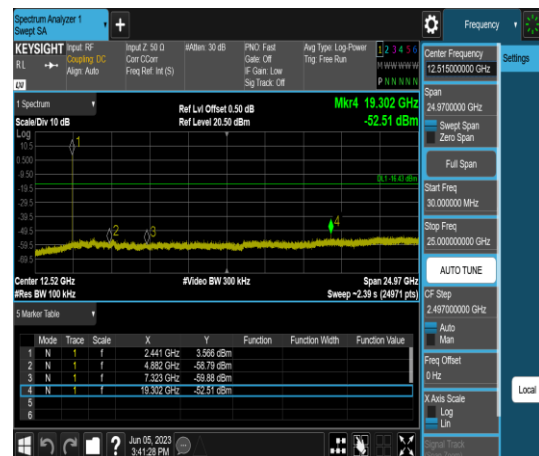 Spectrum Analyzer 1
Swept SA
Frequency
KEYSIGHT
RL
Input: RF
Coupling: DC
Align: Auto
Input Z: 50 Ω
Corr CCorr
Freq Ref: Int (S)
#Atten: 30 dB
PNO: Fast
Gate: Off
IF Gain: Low
Sig Track: Off
Avg Type: Log-Power
Trig: Free Run
1 2 3 4 5 6
M W W W W W
P N N N N N
1 Spectrum
Scale/Div 10 dB
Log
Ref Lvl Offset 0.50 dB
Ref Level 20.50 dBm
Mkr4 19.302 GHz
-52.51 dBm
10.5
0.500
-9.50
-19.5
-29.5
-39.5
-49.5
-59.5
-69.5
1
2
3
4
DL1 -16.43 dBm
Center 12.52 GHz
#Res BW 100 kHz
#Video BW 300 kHz
Span 24.97 GHz
Sweep ~2.39 s (24971 pts)
5 Marker Table
Mode Trace Scale X Y Function Function Width Function Value
1 N 1 f 2.441 GHz 3.566 dBm
2 N 1 f 4.882 GHz -58.79 dBm
3 N 1 f 7.323 GHz -59.88 dBm
4 N 1 f 19.302 GHz -52.51 dBm
5
6
Jun 05, 2023
3:41:28 PM
Center Frequency
12.515000000 GHz
Span
24.9700000 GHz
Swept Span
Zero Span
Full Span
Start Freq
30.000000 MHz
Stop Freq
25.000000000 GHz
AUTO TUNE
CF Step
2.497000000 GHz
Auto
Man
Freq Offset
0 Hz
X Axis Scale
Log
Lin
Signal Track
Settings
Local